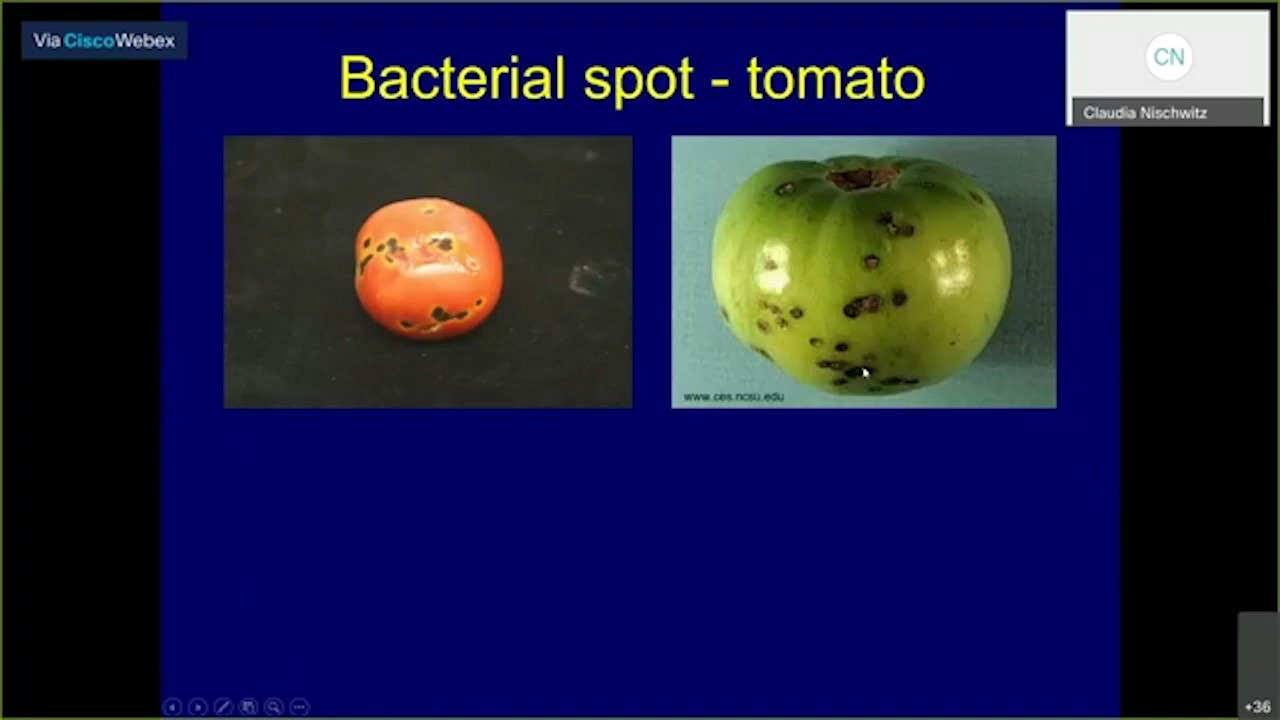 Via CiscoWebex
Bacterial spot - tomato
CN
Claudia Nischwitz
www.ces.ncsu.edu
+36